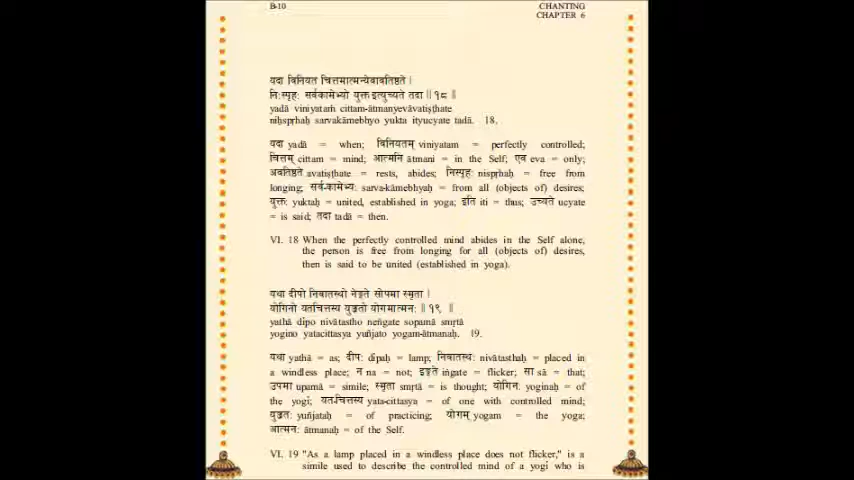 B-10
CHANTING
CHAPTER 6
यदा विनियत चित्तमात्मन्येवावतिष्ठते ।
नि:स्पृह: सर्वकामेभ्यो युक्त इत्युच्यते तदा ॥ १८ ॥
yadā viniyataṁ cittam-ātmanyevāvatiṣṭhate
niḥspṛhaḥ sarvakāmebhyo yukta ityucyate tadā. 18.
यदा yadā = when; विनियतम् viniyatam = perfectly controlled;
चित्तम् cittam = mind; आत्मनि ātmani = in the Self; एव eva = only;
अवतिष्ठते avatiṣṭhate = rests, abides; निस्पृह: nispṛhaḥ = free from
longing; सर्व-कामेभ्य: sarva-kāmebhyaḥ = from all (objects of) desires;
युक्त: yuktaḥ = united, established in yoga; इति iti = thus; उच्यते ucyate
= is said; तदा tadā = then.
VI. 18 When the perfectly controlled mind abides in the Self alone,
the person is free from longing for all (objects of) desires,
then is said to be united (established in yoga).
यथा दीपो निवातस्थो नेङ्गते सोपमा स्मृता ।
योगिनो यतचित्तस्य युञ्जतो योगमात्मन: ॥ १९ ॥
yathā dīpo nivātastho neṅgate sopamā smṛtā
yogino yatacittasya yuñjato yogam-ātmanaḥ. 19.
यथा yathā = as; दीप: dīpaḥ = lamp; निवातस्थ: nivātasthaḥ = placed in
a windless place; न na = not; इङ्गते iṅgate = flicker; सा sā = that;
उपमा upamā = simile; स्मृता smṛtā = is thought; योगिन: yoginaḥ = of
the yogi; यत-चित्तस्य yata-cittasya = of one with controlled mind;
युञ्जत: yuñjataḥ = of practicing; योगम् yogam = the yoga;
आत्मन: ātmanaḥ = of the Self.
VI. 19 "As a lamp placed in a windless place does not flicker," is a
simile used to describe the controlled mind of a yogi who is